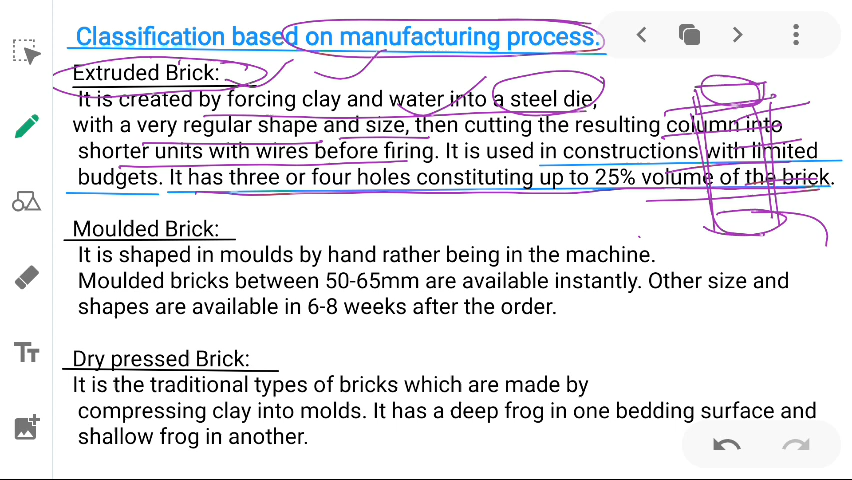 Classification based on manufacturing process.
Extruded Brick:
It is created by forcing clay and water into a steel die,
with a very regular shape and size, then cutting the resulting column into
shorter units with wires before firing. It is used in constructions with limited
budgets. It has three or four holes constituting up to 25% volume of the brick.
Moulded Brick:
It is shaped in moulds by hand rather being in the machine.
Moulded bricks between 50-65mm are available instantly. Other size and
shapes are available in 6-8 weeks after the order.
Dry pressed Brick:
It is the traditional types of bricks which are made by
compressing clay into molds. It has a deep frog in one bedding surface and
shallow frog in another.
Tт